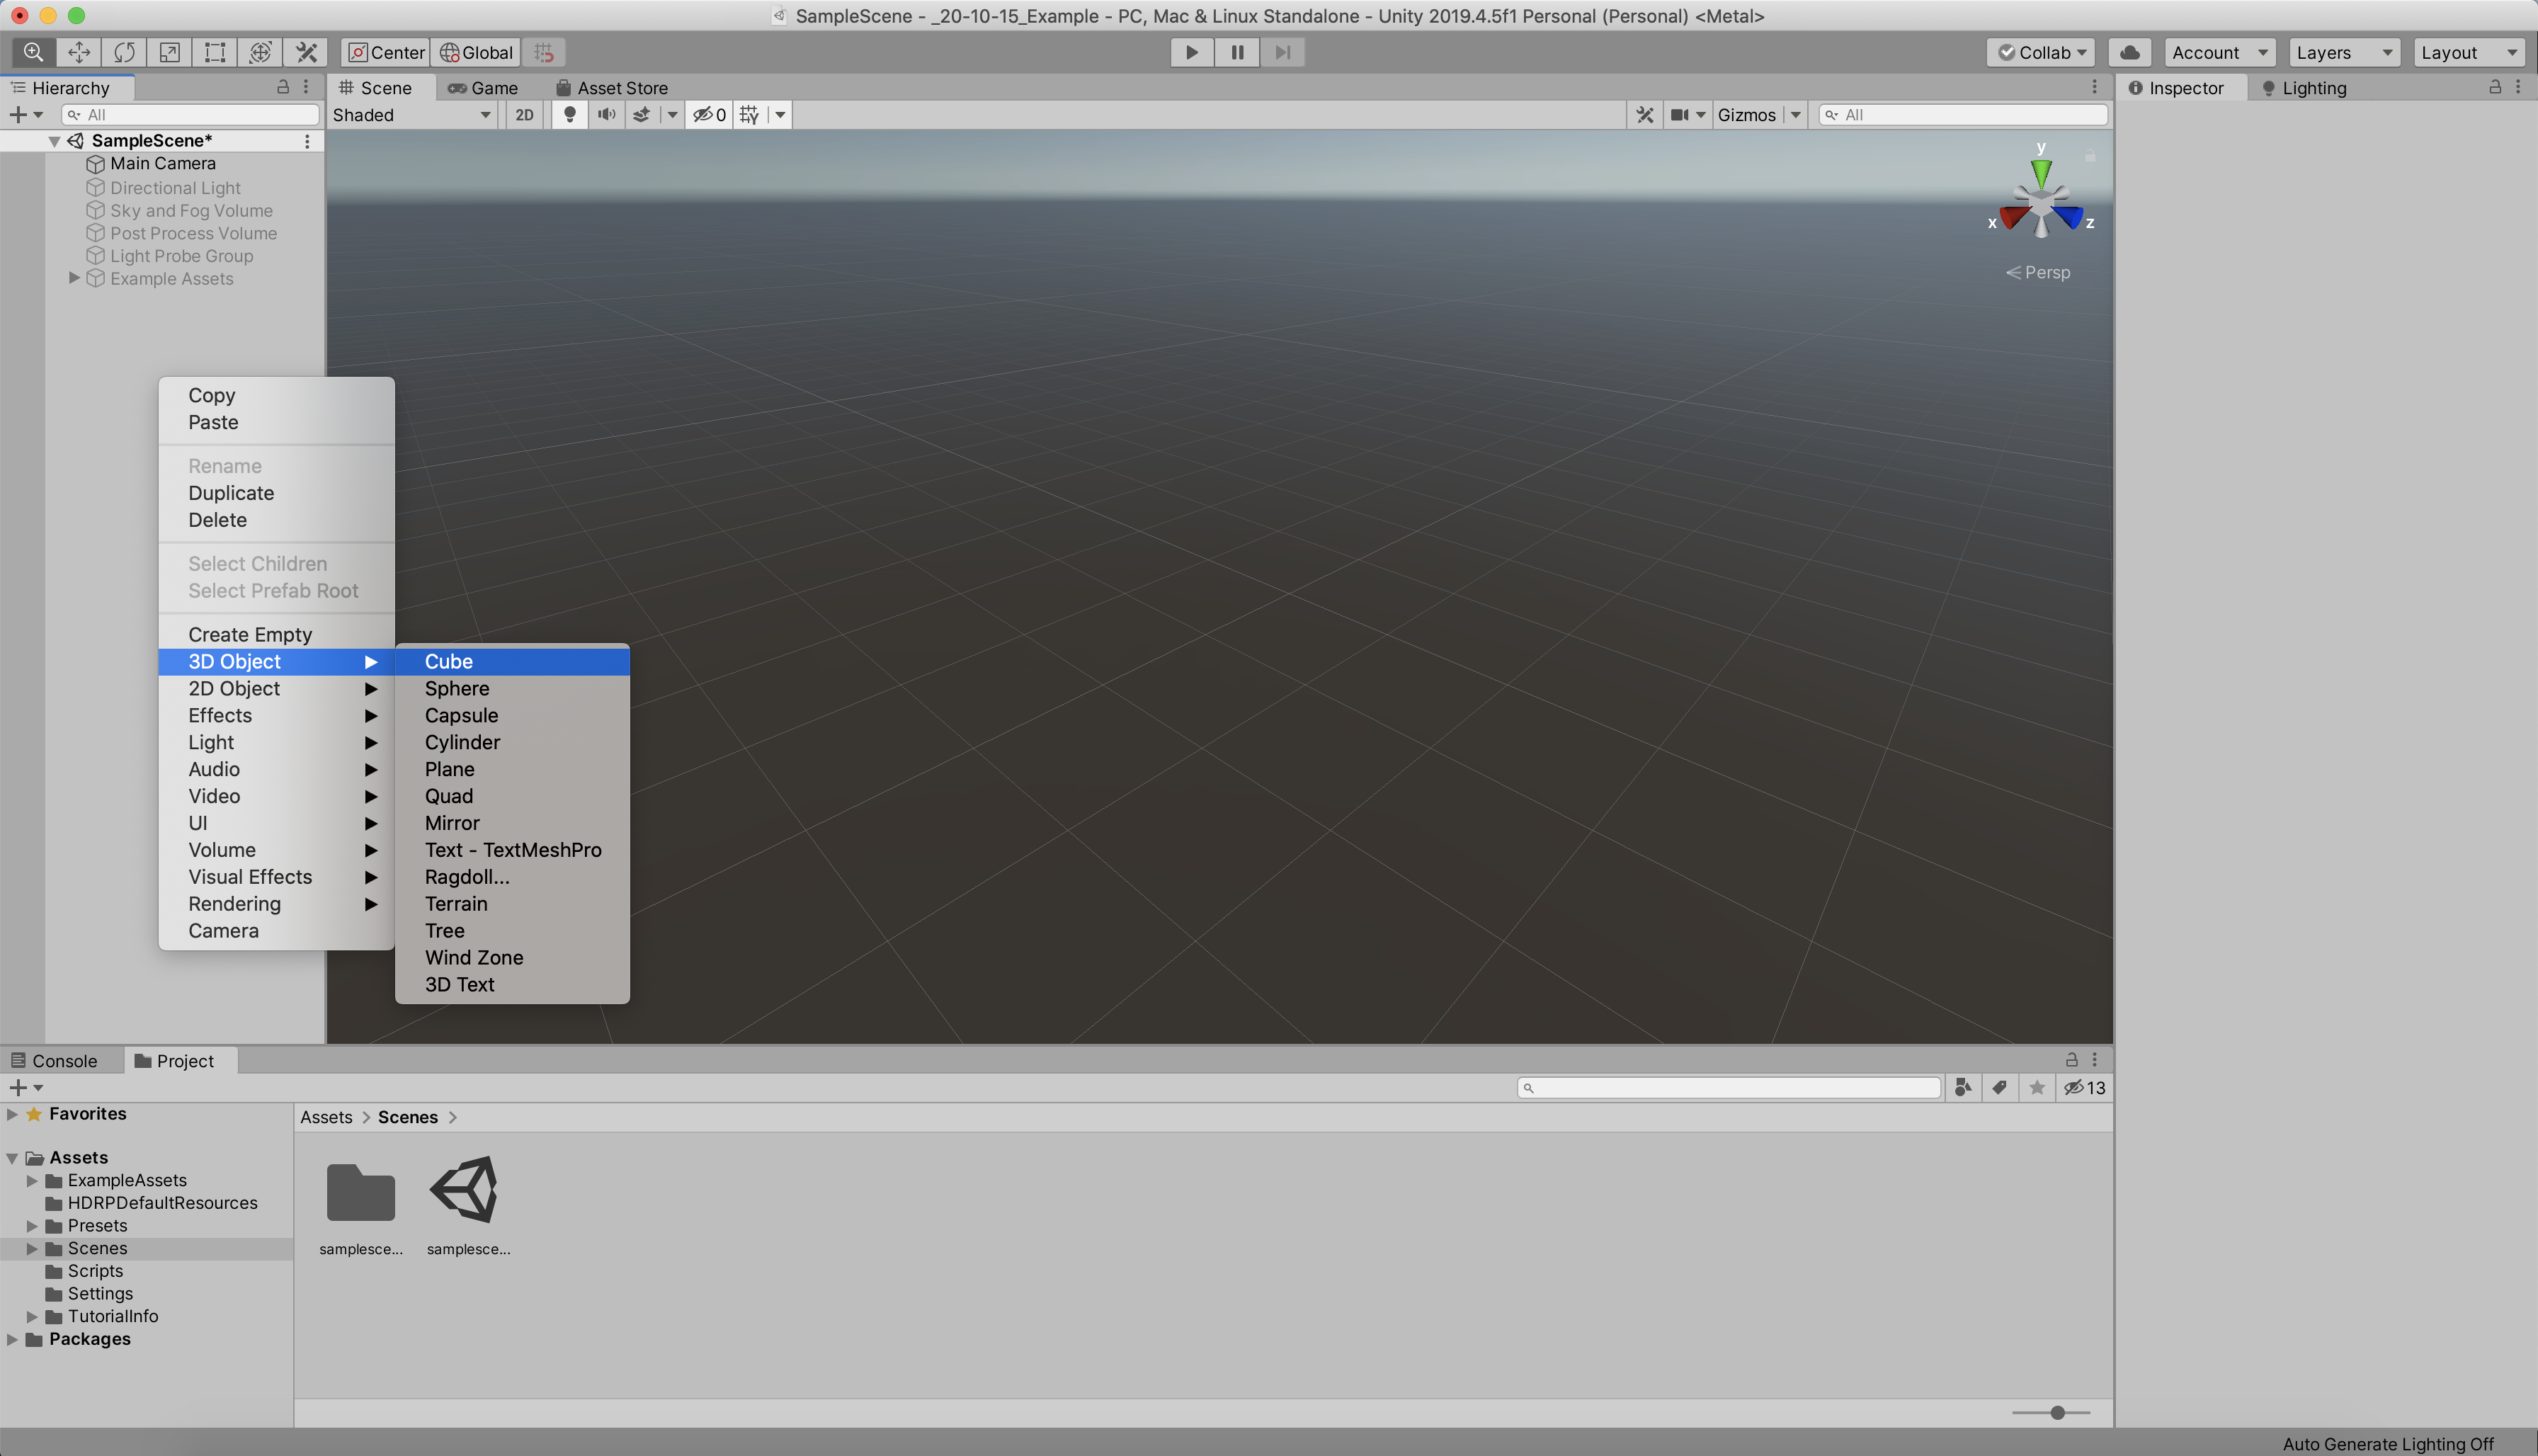 SampleScene - _20-10-15_Example - PC, Mac & Linux Standalone - Unity 2019.4.5f1 Personal (Personal) <Metal>
Center Global Collab Account Layers Layout
Hierarchy Scene Game Asset Store Inspector Lighting
All Shaded 2D 0 Gizmos All
SampleScene*
Main Camera
Directional Light
Sky and Fog Volume
Post Process Volume
Light Probe Group
Example Assets
y
x z
Persp
Copy
Paste
Rename
Duplicate
Delete
Select Children
Select Prefab Root
Create Empty
3D Object
2D Object
Effects
Light
Audio
Video
UI
Volume
Visual Effects
Rendering
Camera
Cube
Sphere
Capsule
Cylinder
Plane
Quad
Mirror
Text - TextMeshPro
Ragdoll...
Terrain
Tree
Wind Zone
3D Text
Console Project
13
Favorites
Assets
ExampleAssets
HDRPDefaultResources
Presets
Scenes
Scripts
Settings
TutorialInfo
Packages
Assets > Scenes >
samplesce... samplesce...
Auto Generate Lighting Off